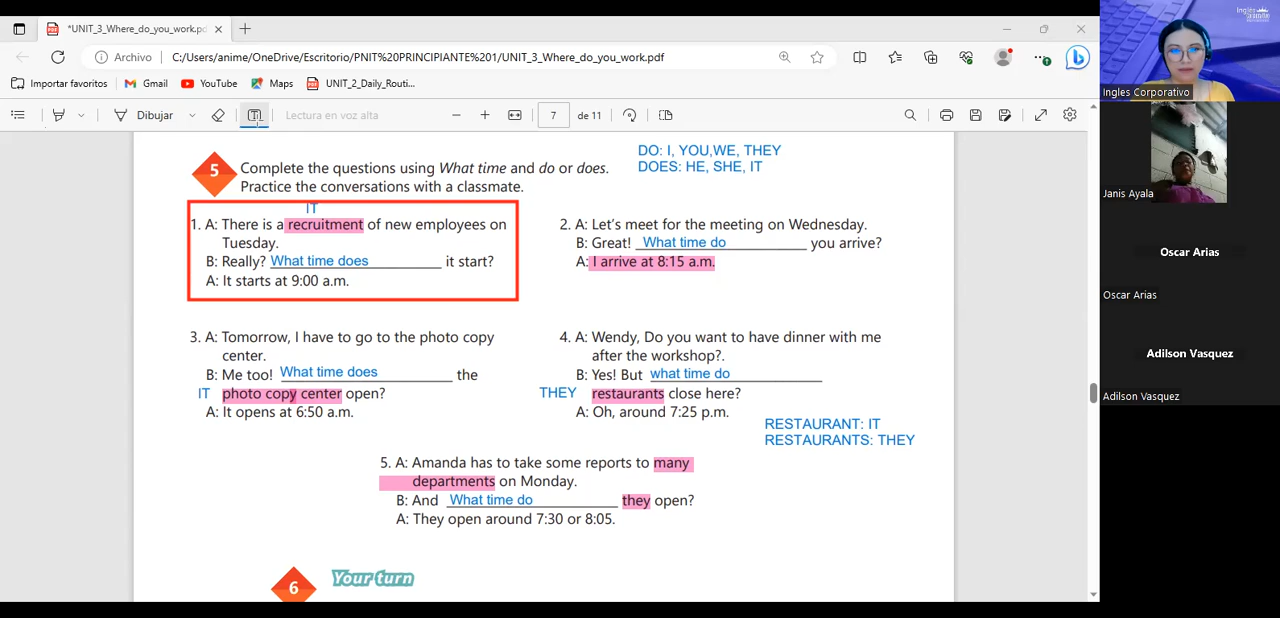 *UNIT_3_Where_do_you_work.pd
Archivo
C:/Users/anime/OneDrive/Escritorio/PNIT%20PRINCIPIANTE%201/UNIT_3_Where_do_you_work.pdf
Importar favoritos
Gmail
YouTube
Maps
UNIT_2_Daily_Routi...
Dibujar
Lectura en voz alta
7
de 11
5
Complete the questions using What time and do or does.
Practice the conversations with a classmate.
DO: I, YOU,WE, THEY
DOES: HE, SHE, IT
IT
1. A: There is a recruitment of new employees on
Tuesday.
B: Really? What time does it start?
A: It starts at 9:00 a.m.
2. A: Let's meet for the meeting on Wednesday.
B: Great! What time do you arrive?
A: I arrive at 8:15 a.m.
3. A: Tomorrow, I have to go to the photo copy
center.
B: Me too! What time does the
IT photo copy center open?
A: It opens at 6:50 a.m.
4. A: Wendy, Do you want to have dinner with me
after the workshop?.
B: Yes! But what time do
THEY restaurants close here?
A: Oh, around 7:25 p.m.
RESTAURANT: IT
RESTAURANTS: THEY
5. A: Amanda has to take some reports to many
departments on Monday.
B: And What time do they open?
A: They open around 7:30 or 8:05.
6
Your turn
Ingles Corporativo
Janis Ayala
Oscar Arias
Oscar Arias
Adilson Vasquez
Adilson Vasquez